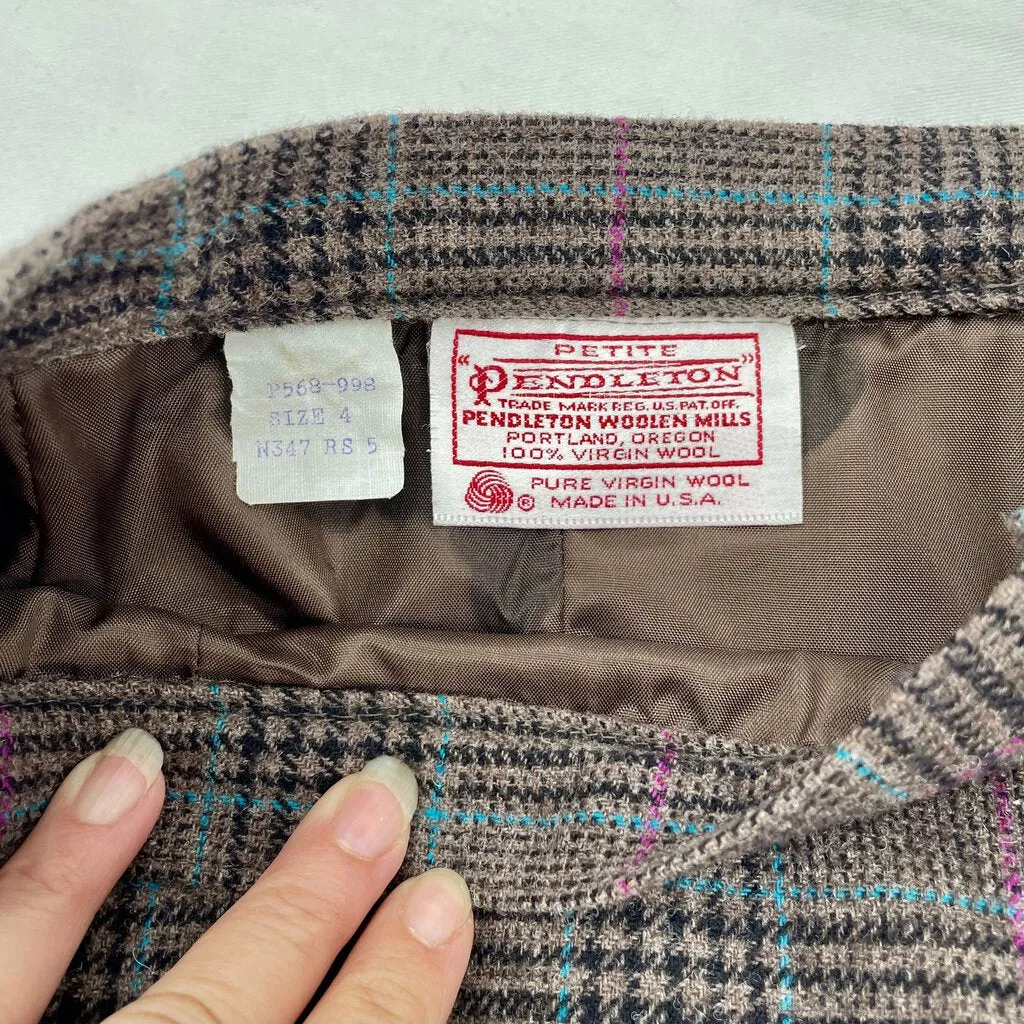 P568-998
SIZE 4
N347 RS 5
PETITE
"PENDLETON"
TRADE MARK REG. U.S. PAT. OFF.
PENDLETON WOOLEN MILLS
PORTLAND, OREGON
100% VIRGIN WOOL
PURE VIRGIN WOOL
® MADE IN U.S.A.